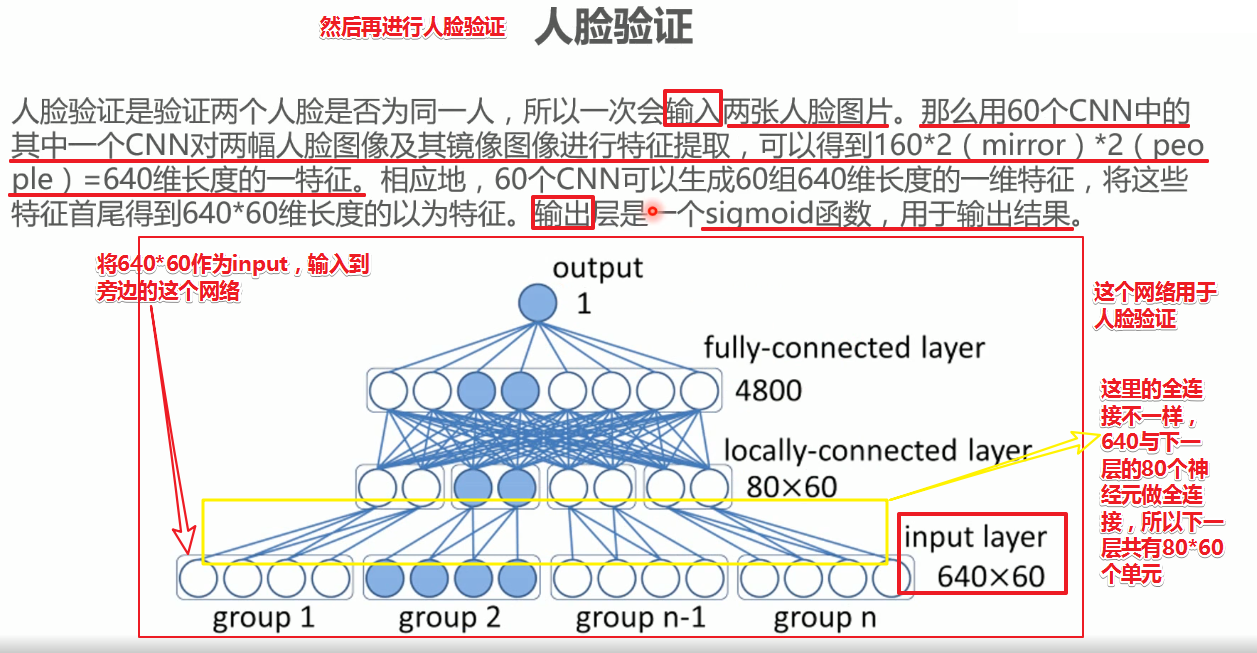 然后再进行人脸验证
人脸验证
人脸验证是验证两个人脸是否为同一人，所以一次会输入两张人脸图片。那么用60个CNN中的
其中一个CNN对两幅人脸图像及其镜像图像进行特征提取，可以得到160*2（mirror）*2（peo
ple）=640维长度的一特征。相应地，60个CNN可以生成60组640维长度的一维特征，将这些
特征首尾得到640*60维长度的以为特征。输出层是一个sigmoid函数，用于输出结果。
将640*60作为input，输入到
旁边的这个网络
output
1
这个网络用于
人脸验证
fully-connected layer
4800
这里的全连
接不一样，
640与下一
层的80个神
经元做全连
接，所以下一
层共有80*60
个单元
locally-connected layer
80×60
input layer
640×60
group 1
group 2
group n-1
group n